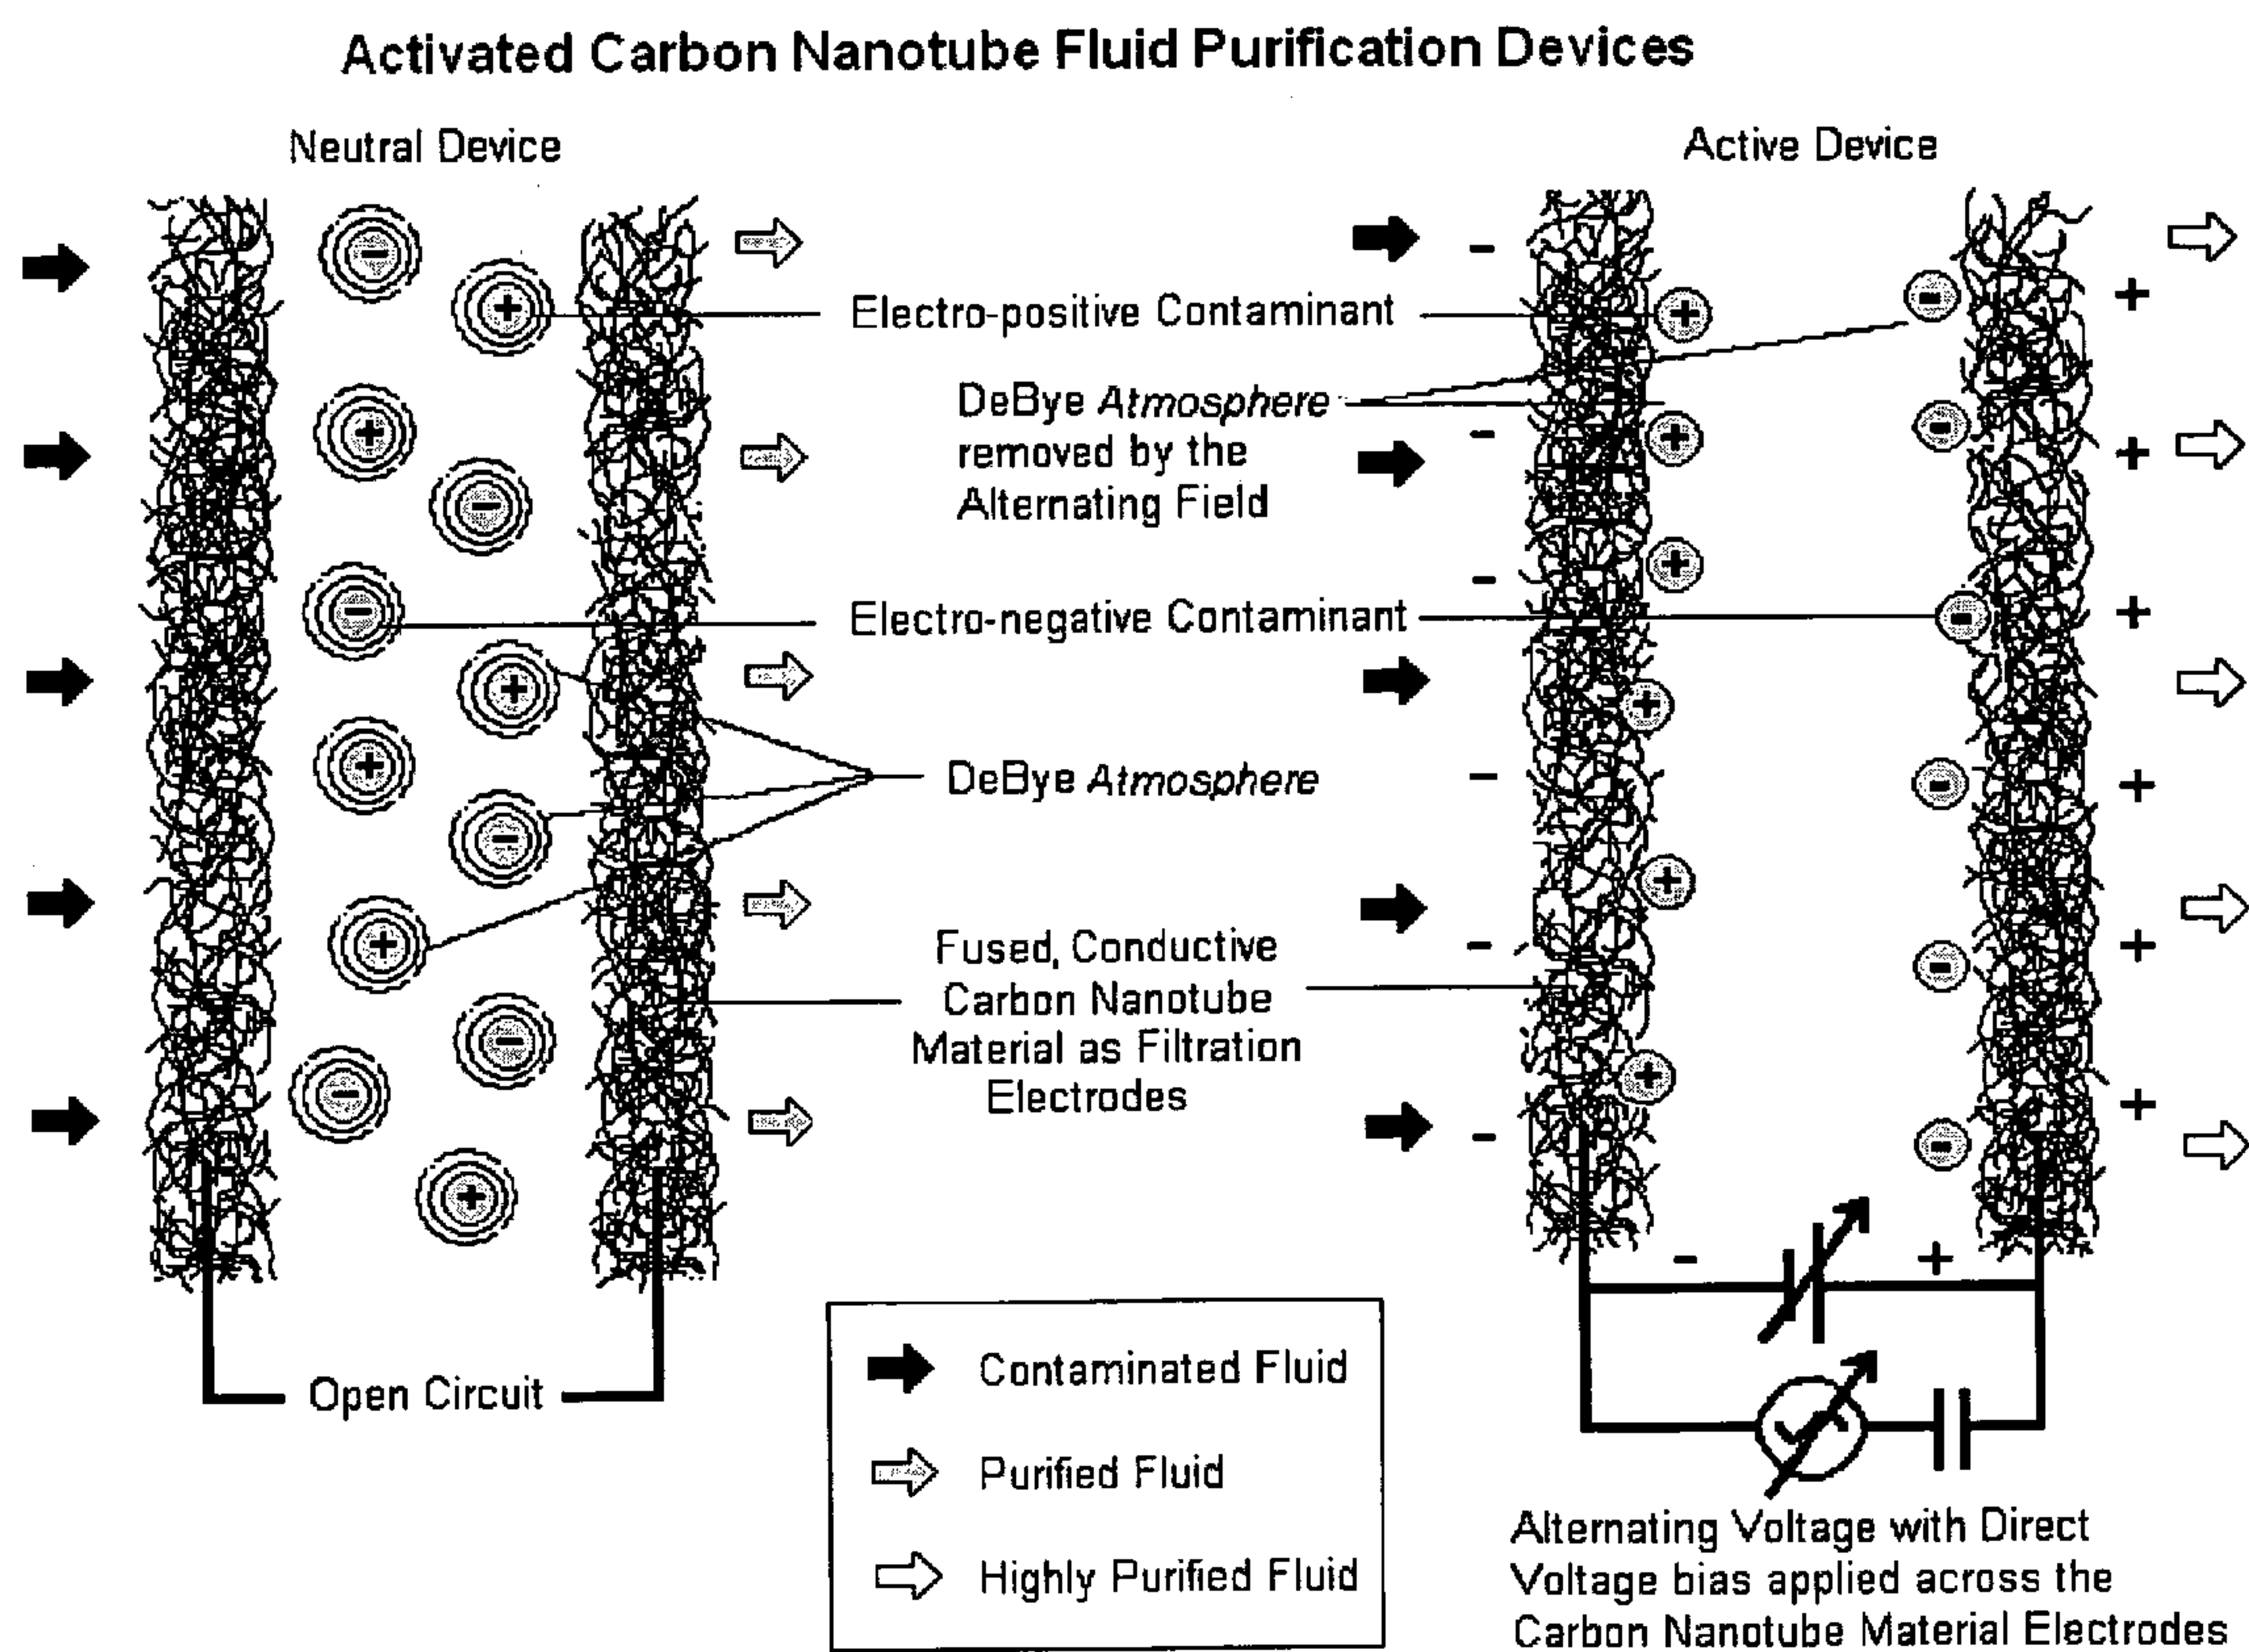 Activated Carbon Nanotube Fluid Purification Devices
Neutral Device
Active Device
Electro-positive Contaminant
DeBye Atmosphere
removed by the
Alternating Field
Electro-negative Contaminant
DeBye Atmosphere
Fused, Conductive
Carbon Nanotube
Material as Filtration
Electrodes
Open Circuit
Contaminated Fluid
Purified Fluid
Highly Purified Fluid
Alternating Voltage with Direct
Voltage bias applied across the
Carbon Nanotube Material Electrodes